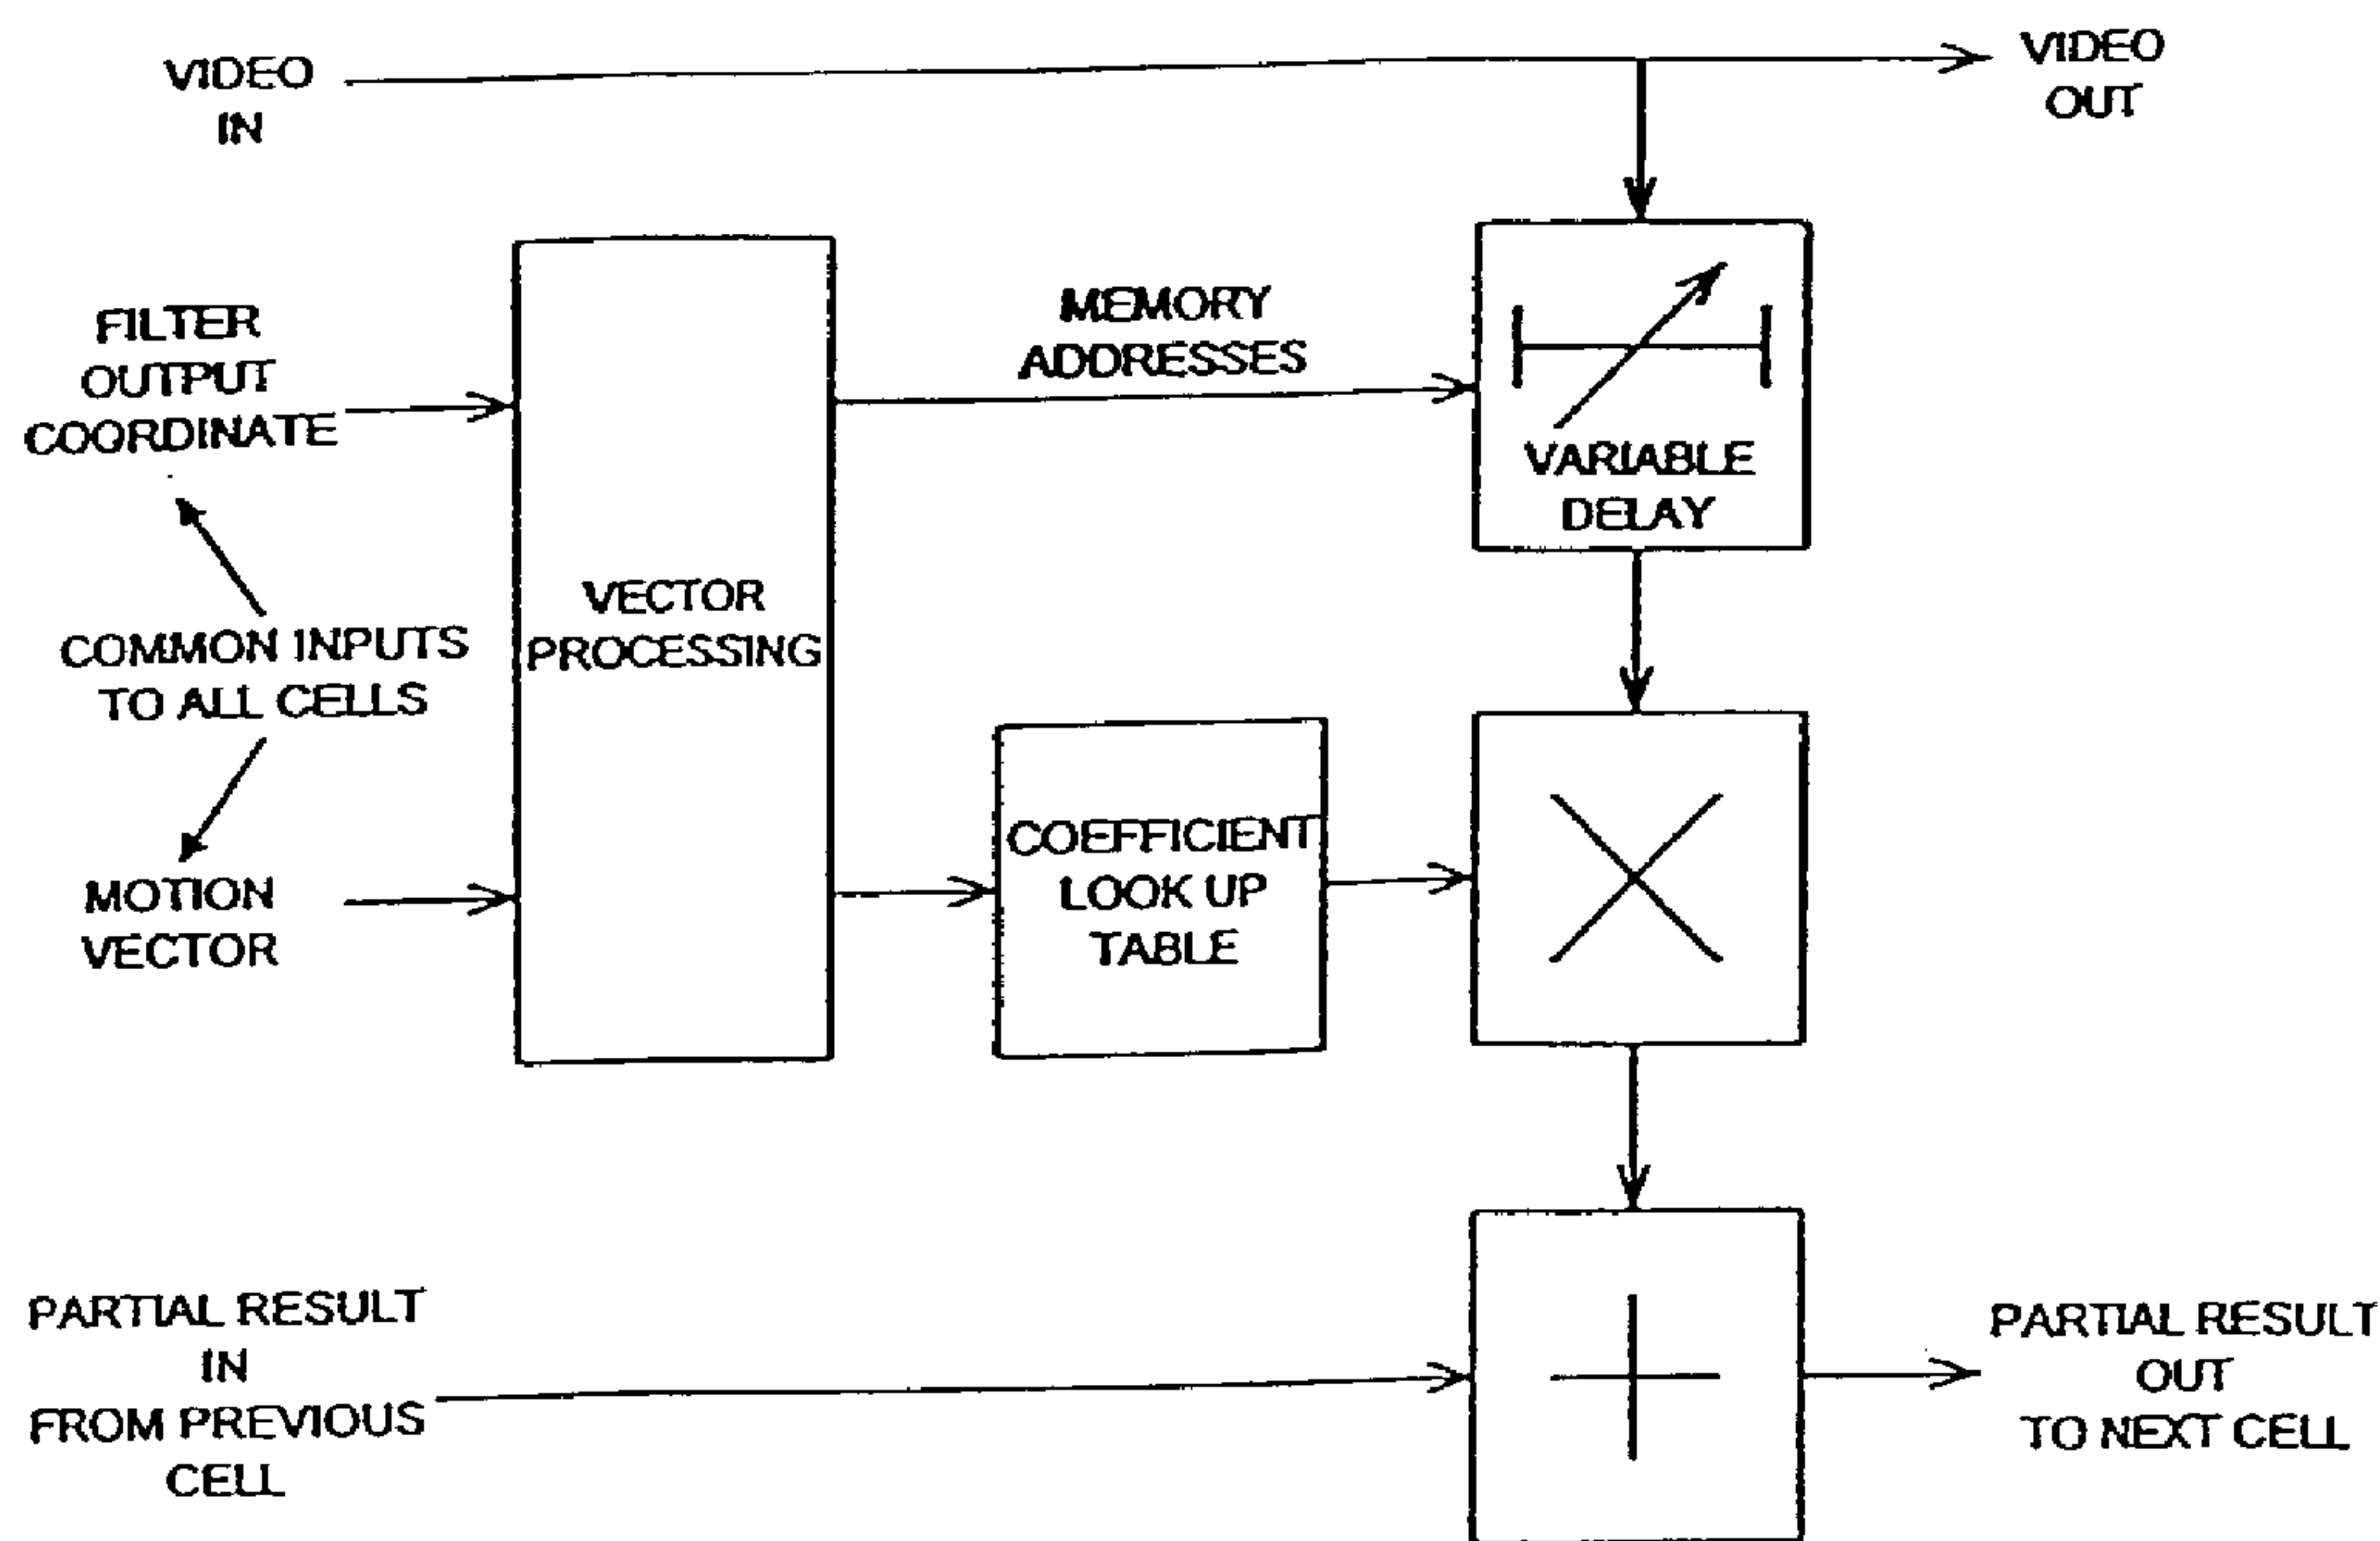 VIDEO
IN
VIDEO
OUT
FILTER
OUTPUT
COORDINATE
MEMORY
ADDRESSES
VARIABLE
DELAY
COMMON INPUTS
TO ALL CELLS
VECTOR
PROCESSING
MOTION
VECTOR
COEFFICIENT
LOOK UP
TABLE
PARTIAL RESULT
IN
FROM PREVIOUS
CELL
PARTIAL RESULT
OUT
TO NEXT CELL